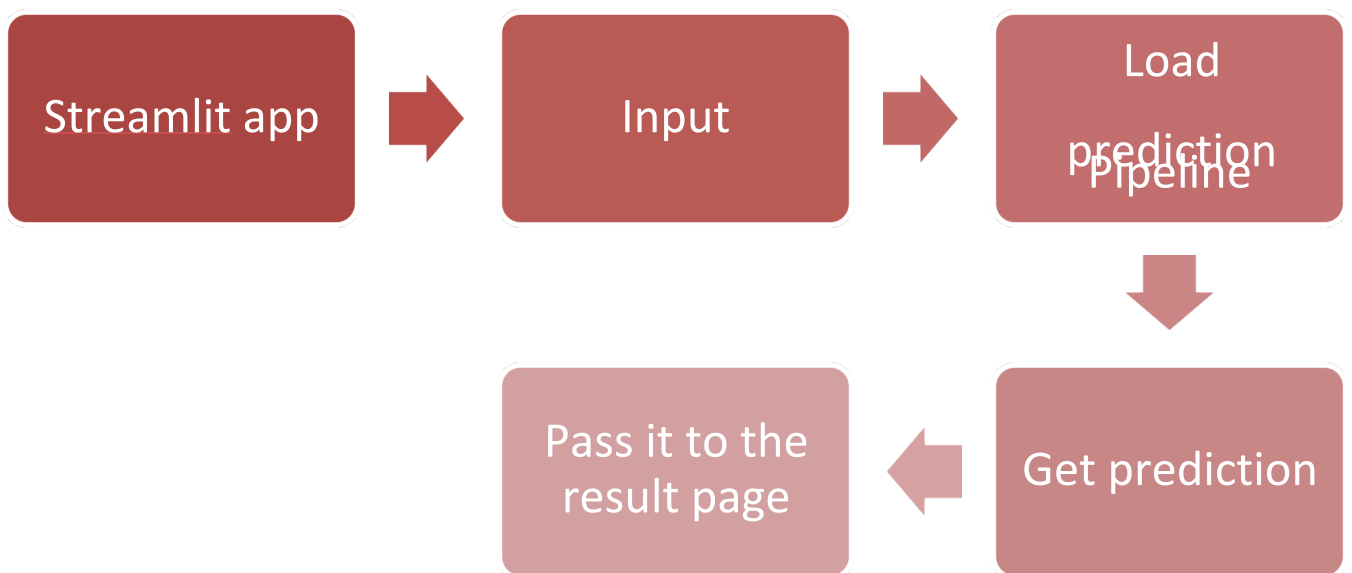 Streamlit app
Input
Load
prediction
Pipeline
Get prediction
Pass it to the
result page